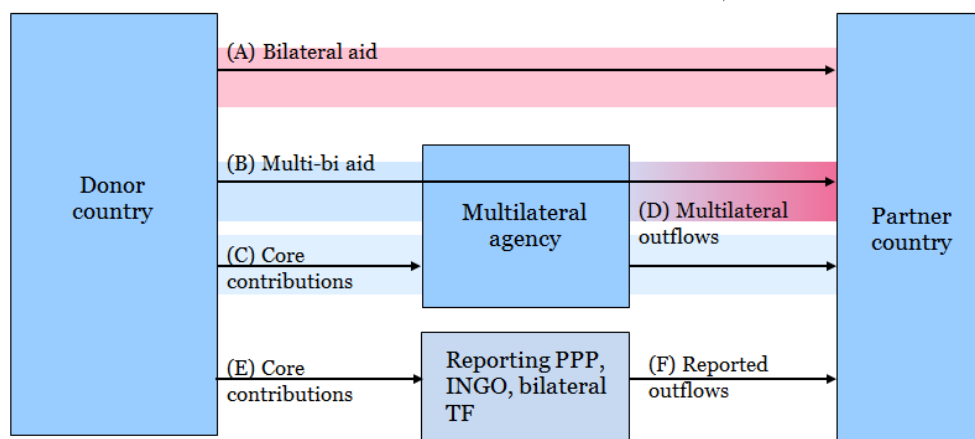 (A) Bilateral aid
(B) Multi-bi aid
Donor
country
Multilateral
agency
(D) Multilateral
outflows
Partner
country
(C) Core
contributions
(E) Core
contributions
Reporting PPP,
INGO, bilateral
TF
(F) Reported
outflows